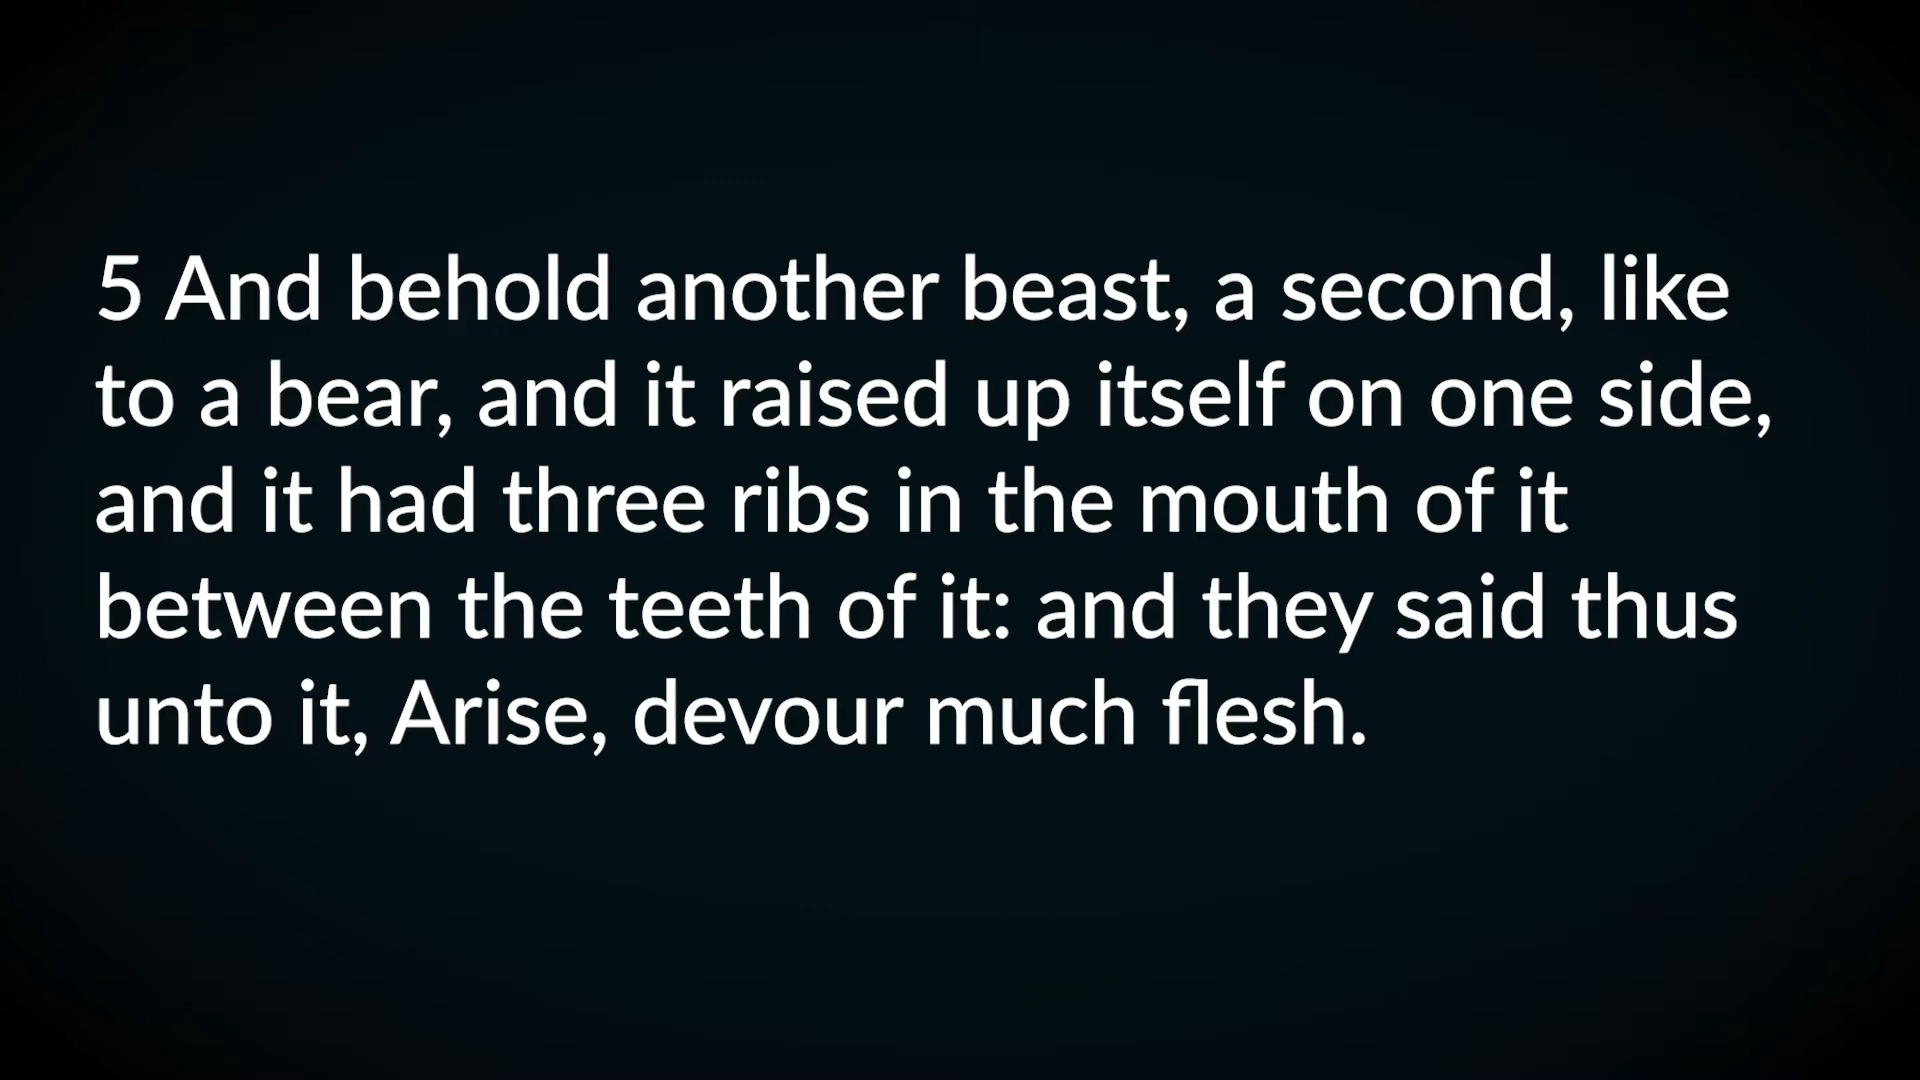 5 And behold another beast, a second, like
to a bear, and it raised up itself on one side,
and it had three ribs in the mouth of it
between the teeth of it: and they said thus
unto it, Arise, devour much flesh.